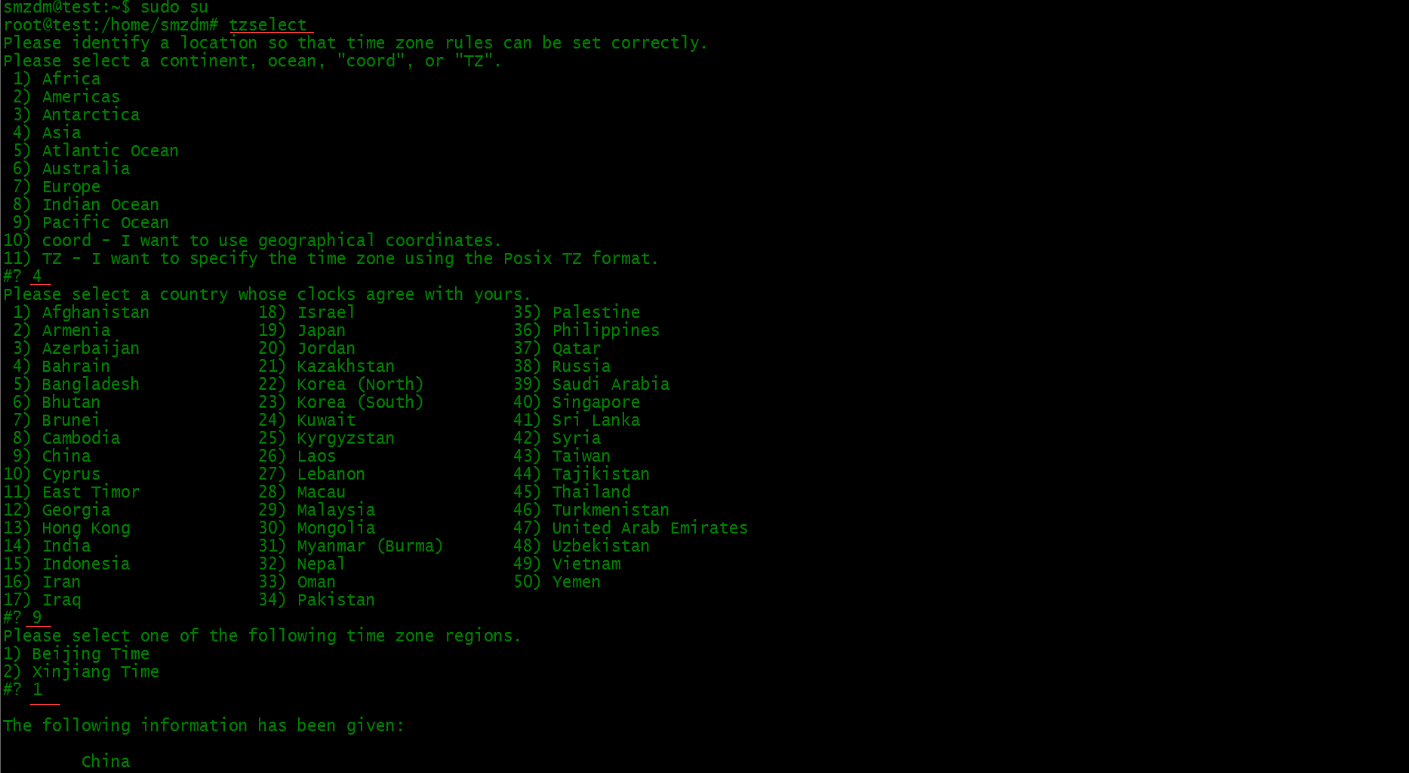 smzdm@test:~$ sudo su
root@test:/home/smzdm# tzselect
Please identify a location so that time zone rules can be set correctly.
Please select a continent, ocean, "coord", or "TZ".
 1) Africa
 2) Americas
 3) Antarctica
 4) Asia
 5) Atlantic Ocean
 6) Australia
 7) Europe
 8) Indian Ocean
 9) Pacific Ocean
10) coord - I want to use geographical coordinates.
11) TZ - I want to specify the time zone using the Posix TZ format.
#? 4
Please select a country whose clocks agree with yours.
 1) Afghanistan           18) Israel                35) Palestine
 2) Armenia               19) Japan                 36) Philippines
 3) Azerbaijan            20) Jordan                37) Qatar
 4) Bahrain               21) Kazakhstan            38) Russia
 5) Bangladesh            22) Korea (North)         39) Saudi Arabia
 6) Bhutan                23) Korea (South)         40) Singapore
 7) Brunei                24) Kuwait                41) Sri Lanka
 8) Cambodia              25) Kyrgyzstan            42) Syria
 9) China                 26) Laos                  43) Taiwan
10) Cyprus                27) Lebanon               44) Tajikistan
11) East Timor            28) Macau                 45) Thailand
12) Georgia               29) Malaysia              46) Turkmenistan
13) Hong Kong             30) Mongolia              47) United Arab Emirates
14) India                 31) Myanmar (Burma)       48) Uzbekistan
15) Indonesia             32) Nepal                 49) Vietnam
16) Iran                  33) Oman                  50) Yemen
17) Iraq                  34) Pakistan
#? 9
Please select one of the following time zone regions.
1) Beijing Time
2) Xinjiang Time
#? 1
The following information has been given:
China